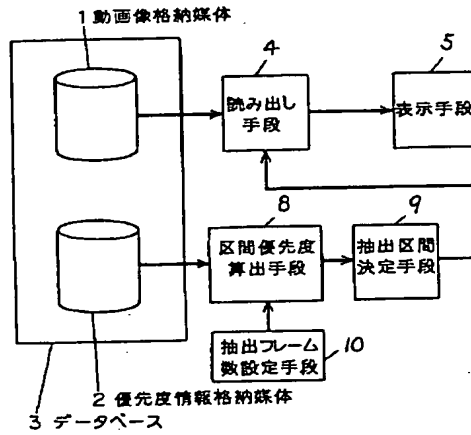 1 動画像格納媒体
4
読み出し
手段
5
表示手段
8
区間優先度
算出手段
9
抽出区間
決定手段
抽出フレーム
数設定手段
10
2 優先度情報格納媒体
3 データベース